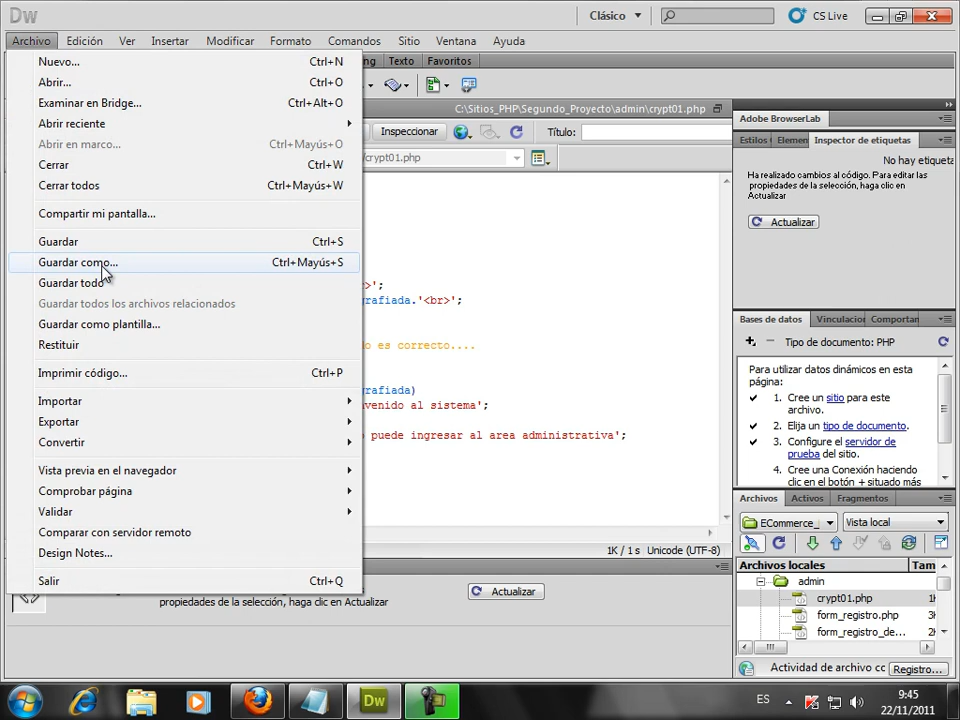 Dw
Clásico
CS Live
Archivo Edición Ver Insertar Modificar Formato Comandos Sitio Ventana Ayuda
Nuevo... Ctrl+N
Abrir... Ctrl+O
Examinar en Bridge... Ctrl+Alt+O
Abrir reciente
Abrir en marco... Ctrl+Mayús+O
Cerrar Ctrl+W
Cerrar todos Ctrl+Mayús+W
Compartir mi pantalla...
Guardar Ctrl+S
Guardar como... Ctrl+Mayús+S
Guardar todo
Guardar todos los archivos relacionados
Guardar como plantilla...
Restituir
Imprimir código... Ctrl+P
Importar
Exportar
Convertir
Vista previa en el navegador
Comprobar página
Validar
Comparar con servidor remoto
Design Notes...
Salir Ctrl+Q
Texto Favoritos
C:\Sitios_PHP\Segundo_Proyecto\admin\crypt01.php
Inspeccionar
Título:
/crypt01.php
>';
rafiada.'<br>';
do es correcto....
grafiada)
venido al sistema';
o puede ingresar al area administrativa';
1K / 1 s Unicode (UTF-8)
propiedades de la selección, haga clic en Actualizar
Actualizar
Adobe BrowserLab
Estilos Elemen Inspector de etiquetas
No hay etiqueta
Ha realizado cambios al código. Para editar las
propiedades de la selección, haga clic en
Actualizar
Actualizar
Bases de datos Vinculacion Comportan
Tipo de documento: PHP
Para utilizar datos dinámicos en esta
página:
1. Cree un sitio para este
archivo.
2. Elija un tipo de documento.
3. Configure el servidor de
prueba del sitio.
4. Cree una Conexión haciendo
clic en el botón + situado más
Archivos Activos Fragmentos
ECommerce_ Vista local
Archivos locales Tam
admin
crypt01.php 1K
form_registro.php 3K
form_registro_de... 2K
Actividad de archivo co Registro...
Dw
ES
9:45
22/11/2011